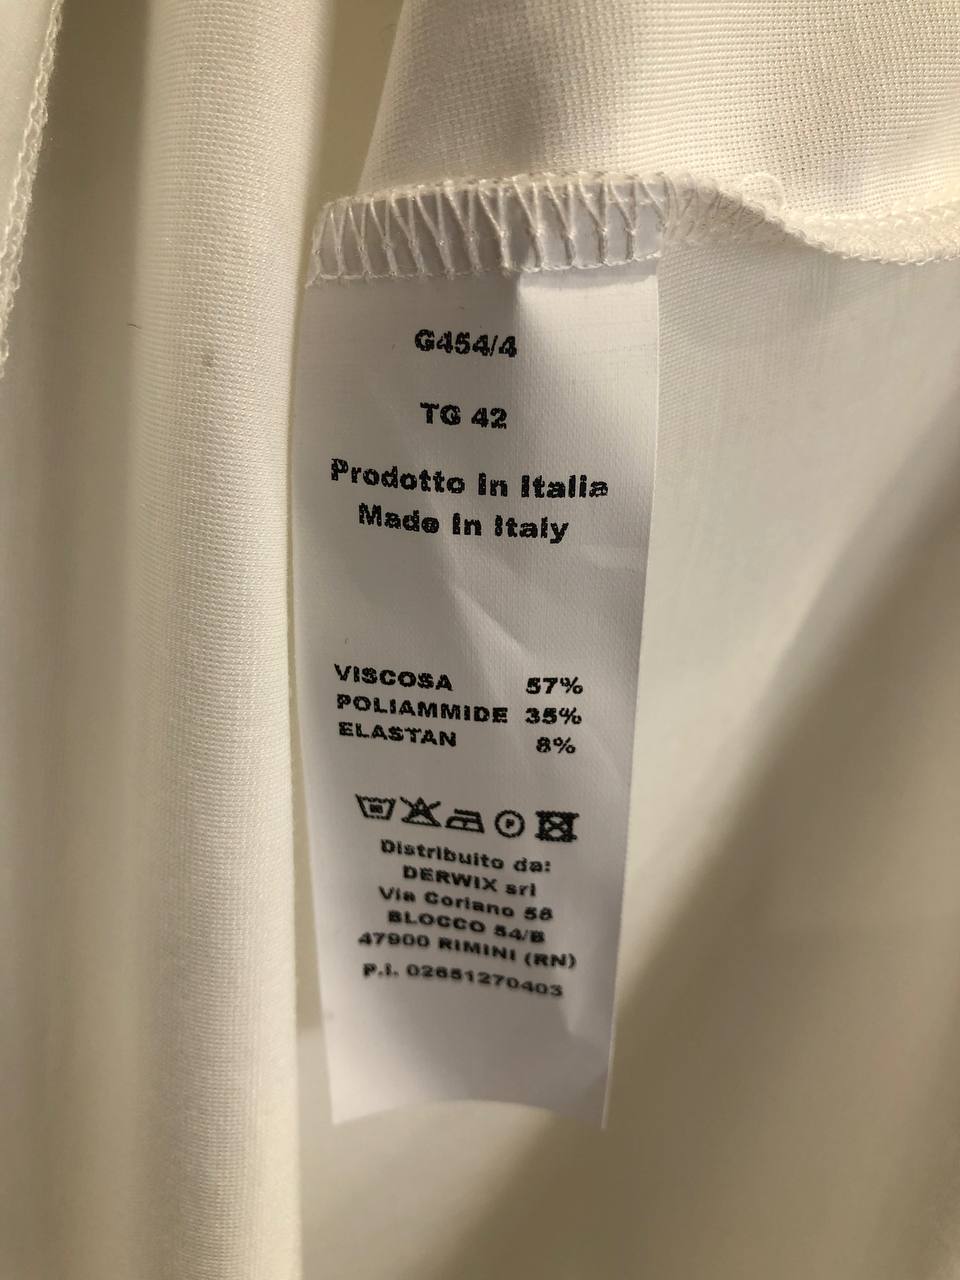 G454/4
TG 42
Prodotto in Italia
Made in Italy
VISCOSA 57%
POLIAMMIDE 35%
ELASTAN 8%
P
Distribuito da:
DERWIX srl
Via Coriano 58
BLOCCO 54/B
47900 RIMINI (RN)
P.I. 02651270403